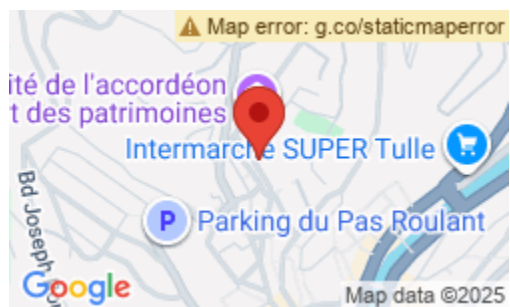 Map error: g.co/staticmaperror
ité de l'accordéon
t des patrimoines
Intermarché SUPER Tulle
P
Parking du Pas Roulant
Bd Joseph
Google
Map data ©2025